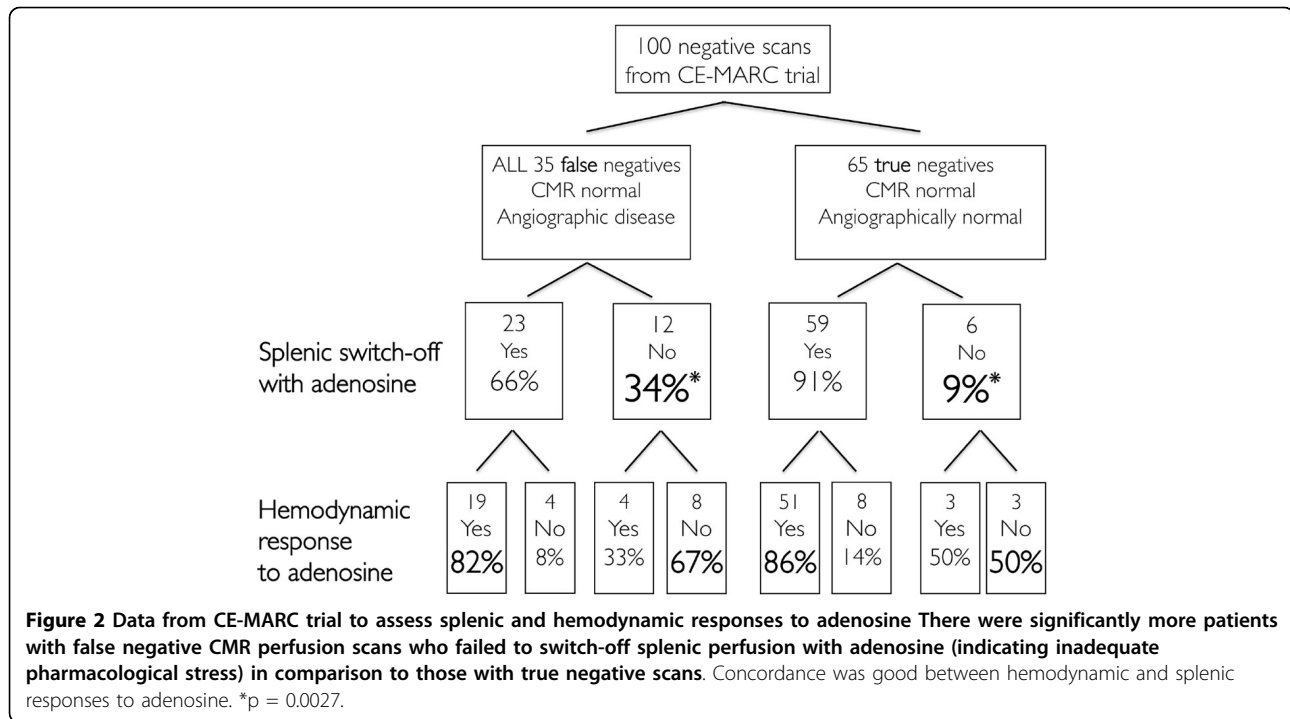 100 negative scans
from CE-MARC trial
ALL 35 false negatives
CMR normal
Angiographic disease
65 true negatives
CMR normal
Angiographically normal
Splenic switch-off
with adenosine
23
Yes
66%
12
No
34%*
59
Yes
91%
6
No
9%*
Hemodynamic
response
to adenosine
19
Yes
82%
4
No
8%
4
Yes
33%
8
No
67%
51
Yes
86%
8
No
14%
3
Yes
50%
3
No
50%
Figure 2 Data from CE-MARC trial to assess splenic and hemodynamic responses to adenosine There were significantly more patients
with false negative CMR perfusion scans who failed to switch-off splenic perfusion with adenosine (indicating inadequate
pharmacological stress) in comparison to those with true negative scans. Concordance was good between hemodynamic and splenic
responses to adenosine. *p = 0.0027.